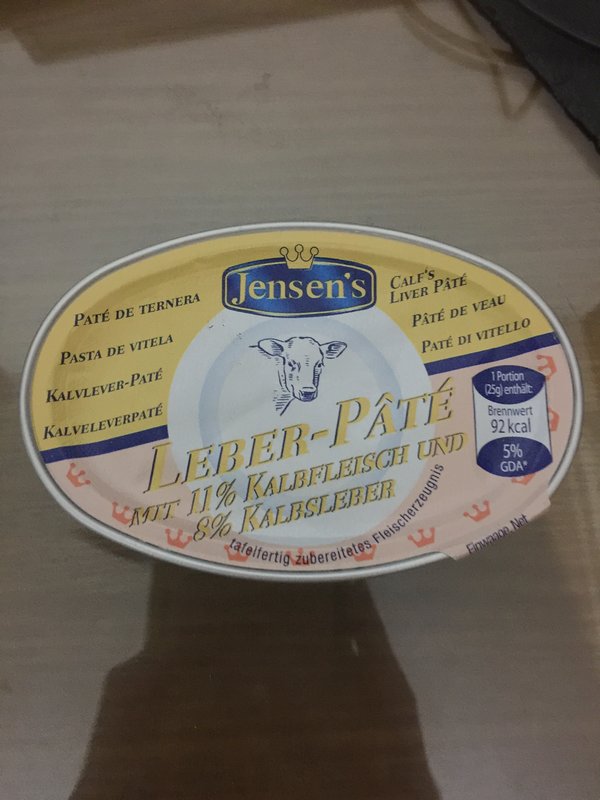 Jensen's
PATÉ DE TERNERA
PASTA DE VITELA
KALVLEVER-PATÉ
KALVELEVERPATÉ
CALF'S
LIVER PÂTÉ
PÂTÉ DE VEAU
PATÉ DI VITELLO
1 Portion
(25g) enthält:
Brennwert
92 kcal
5%
GDA*
LEBER-PÂTÉ
MIT 11% KALBFLEISCH UND
8% KALBSLEBER
tafelfertig zubereitetes Fleischerzeugnis
Einwaage Net